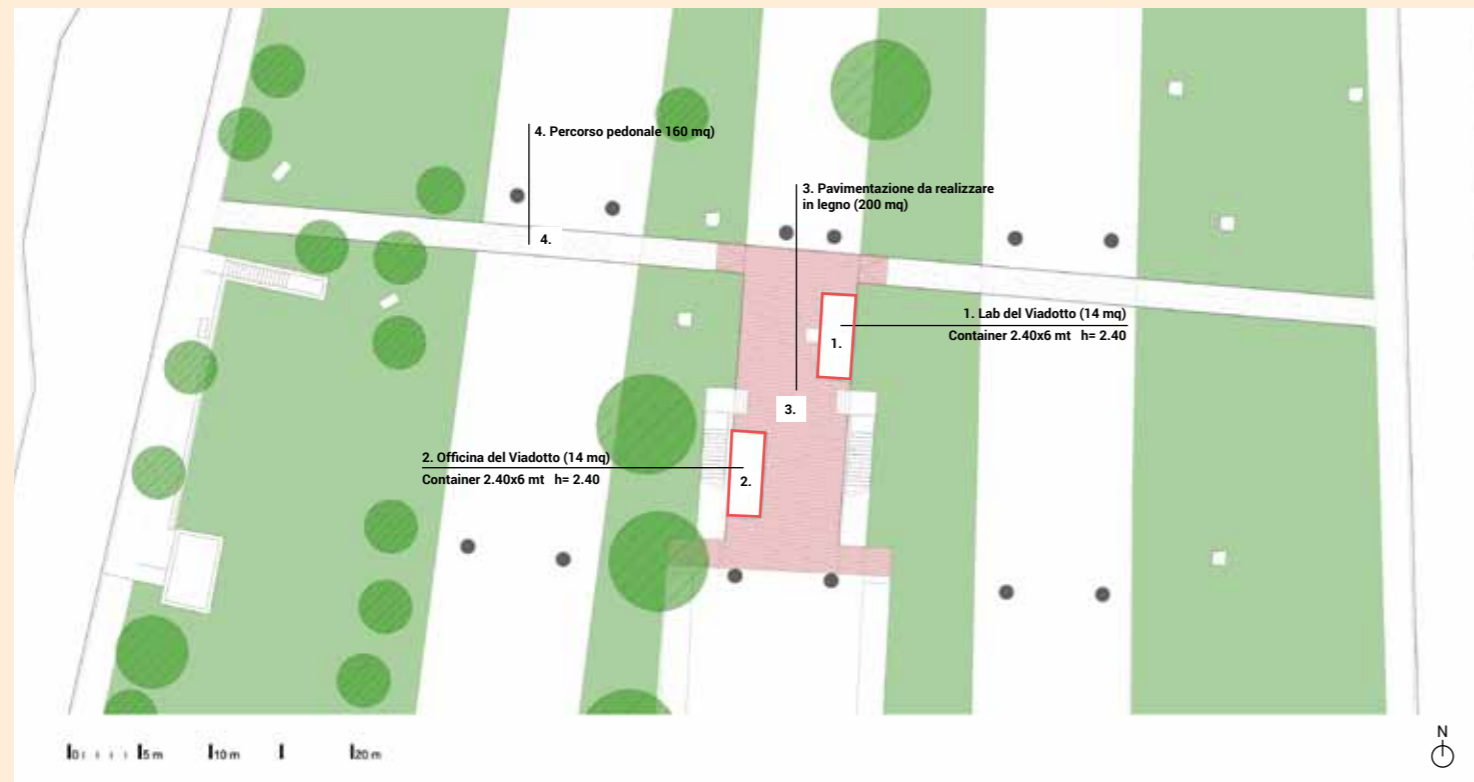 4. Percorso pedonale 160 mq)
3. Pavimentazione da realizzare
in legno (200 mq)
4.
1. Lab del Viadotto (14 mq)
Container 2.40x6 mt h= 2.40
1.
3.
2. Officina del Viadotto (14 mq)
Container 2.40x6 mt h= 2.40
2.
0 5 m 10 m 20 m
N